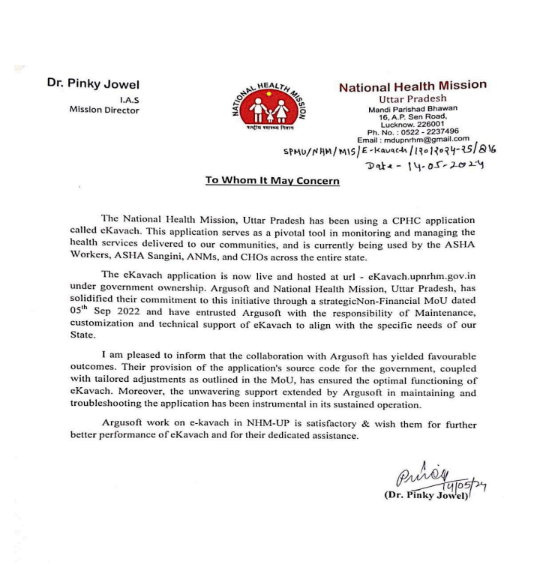 Dr. Pinky Jowel
I.A.S
Mission Director
NATIONAL HEALTH MISSION
राष्ट्रीय स्वास्थ्य मिशन
National Health Mission
Uttar Pradesh
Mandi Parishad Bhawan
16, A.P. Sen Road,
Lucknow. 226001
Ph. No. : 0522 - 2237496
Email : mdupnrhm@gmail.com
SPMU/NHM/MIS/E-Kavach/190/2024-25/816
Date - 14-05-2024
To Whom It May Concern
The National Health Mission, Uttar Pradesh has been using a CPHC application
called eKavach. This application serves as a pivotal tool in monitoring and managing the
health services delivered to our communities, and is currently being used by the ASHA
Workers, ASHA Sangini, ANMs, and CHOs across the entire state.
The eKavach application is now live and hosted at url - eKavach.upnrhm.gov.in
under government ownership. Argusoft and National Health Mission, Uttar Pradesh, has
solidified their commitment to this initiative through a strategicNon-Financial MoU dated
05th Sep 2022 and have entrusted Argusoft with the responsibility of Maintenance,
customization and technical support of eKavach to align with the specific needs of our
State.
I am pleased to inform that the collaboration with Argusoft has yielded favourable
outcomes. Their provision of the application's source code for the government, coupled
with tailored adjustments as outlined in the MoU, has ensured the optimal functioning of
eKavach. Moreover, the unwavering support extended by Argusoft in maintaining and
troubleshooting the application has been instrumental in its sustained operation.
Argusoft work on e-kavach in NHM-UP is satisfactory & wish them for further
better performance of eKavach and for their dedicated assistance.
14/05/24
(Dr. Pinky Jowel)